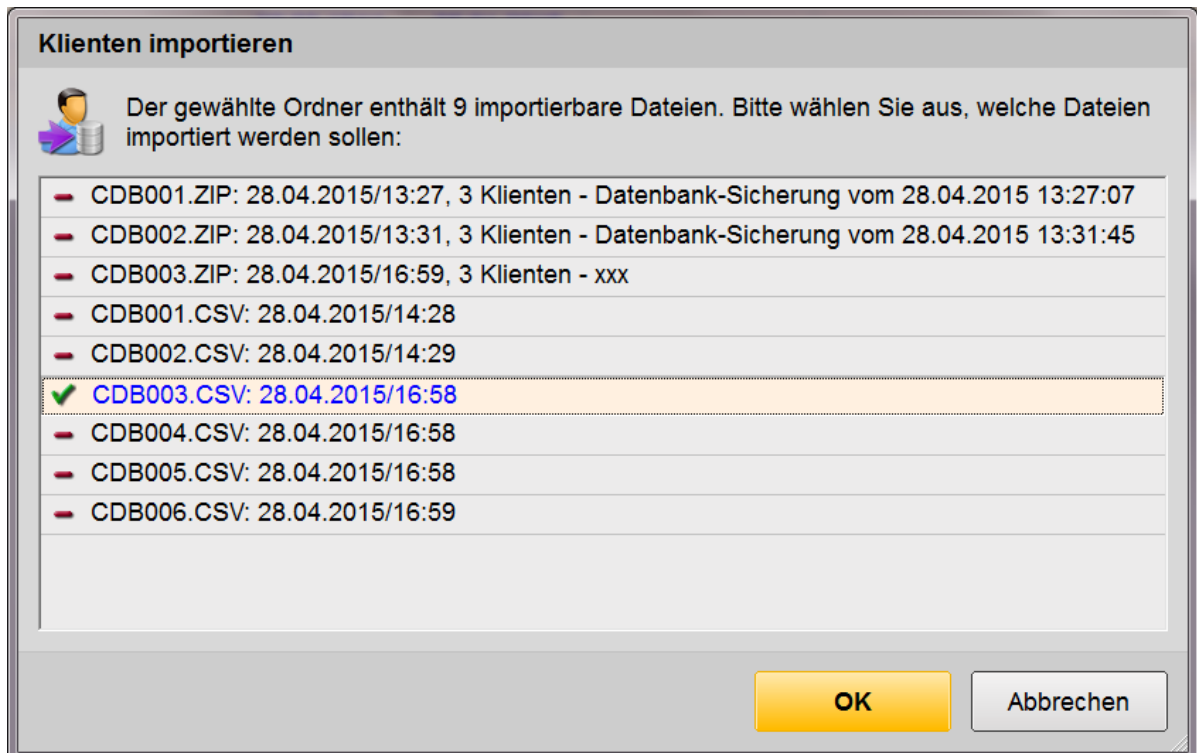 Klienten importieren
Der gewählte Ordner enthält 9 importierbare Dateien. Bitte wählen Sie aus, welche Dateien
importiert werden sollen:
CDB001.ZIP: 28.04.2015/13:27, 3 Klienten - Datenbank-Sicherung vom 28.04.2015 13:27:07
CDB002.ZIP: 28.04.2015/13:31, 3 Klienten - Datenbank-Sicherung vom 28.04.2015 13:31:45
CDB003.ZIP: 28.04.2015/16:59, 3 Klienten - xxx
CDB001.CSV: 28.04.2015/14:28
CDB002.CSV: 28.04.2015/14:29
CDB003.CSV: 28.04.2015/16:58
CDB004.CSV: 28.04.2015/16:58
CDB005.CSV: 28.04.2015/16:58
CDB006.CSV: 28.04.2015/16:59
OK Abbrechen